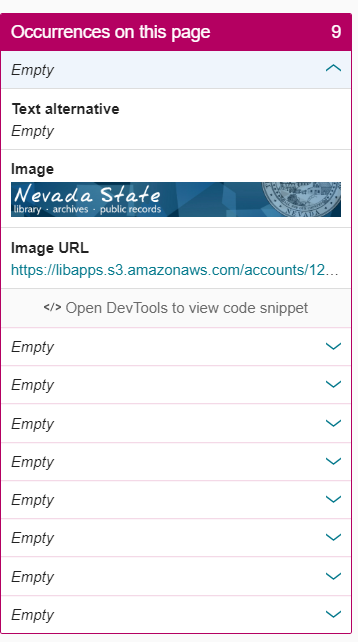 Occurrences on this page 9
Empty
Text alternative
Empty
Image
Nevada State
library · archives · public records
Image URL
https://libapps.s3.amazonaws.com/accounts/12...
</> Open DevTools to view code snippet
Empty
Empty
Empty
Empty
Empty
Empty
Empty
Empty